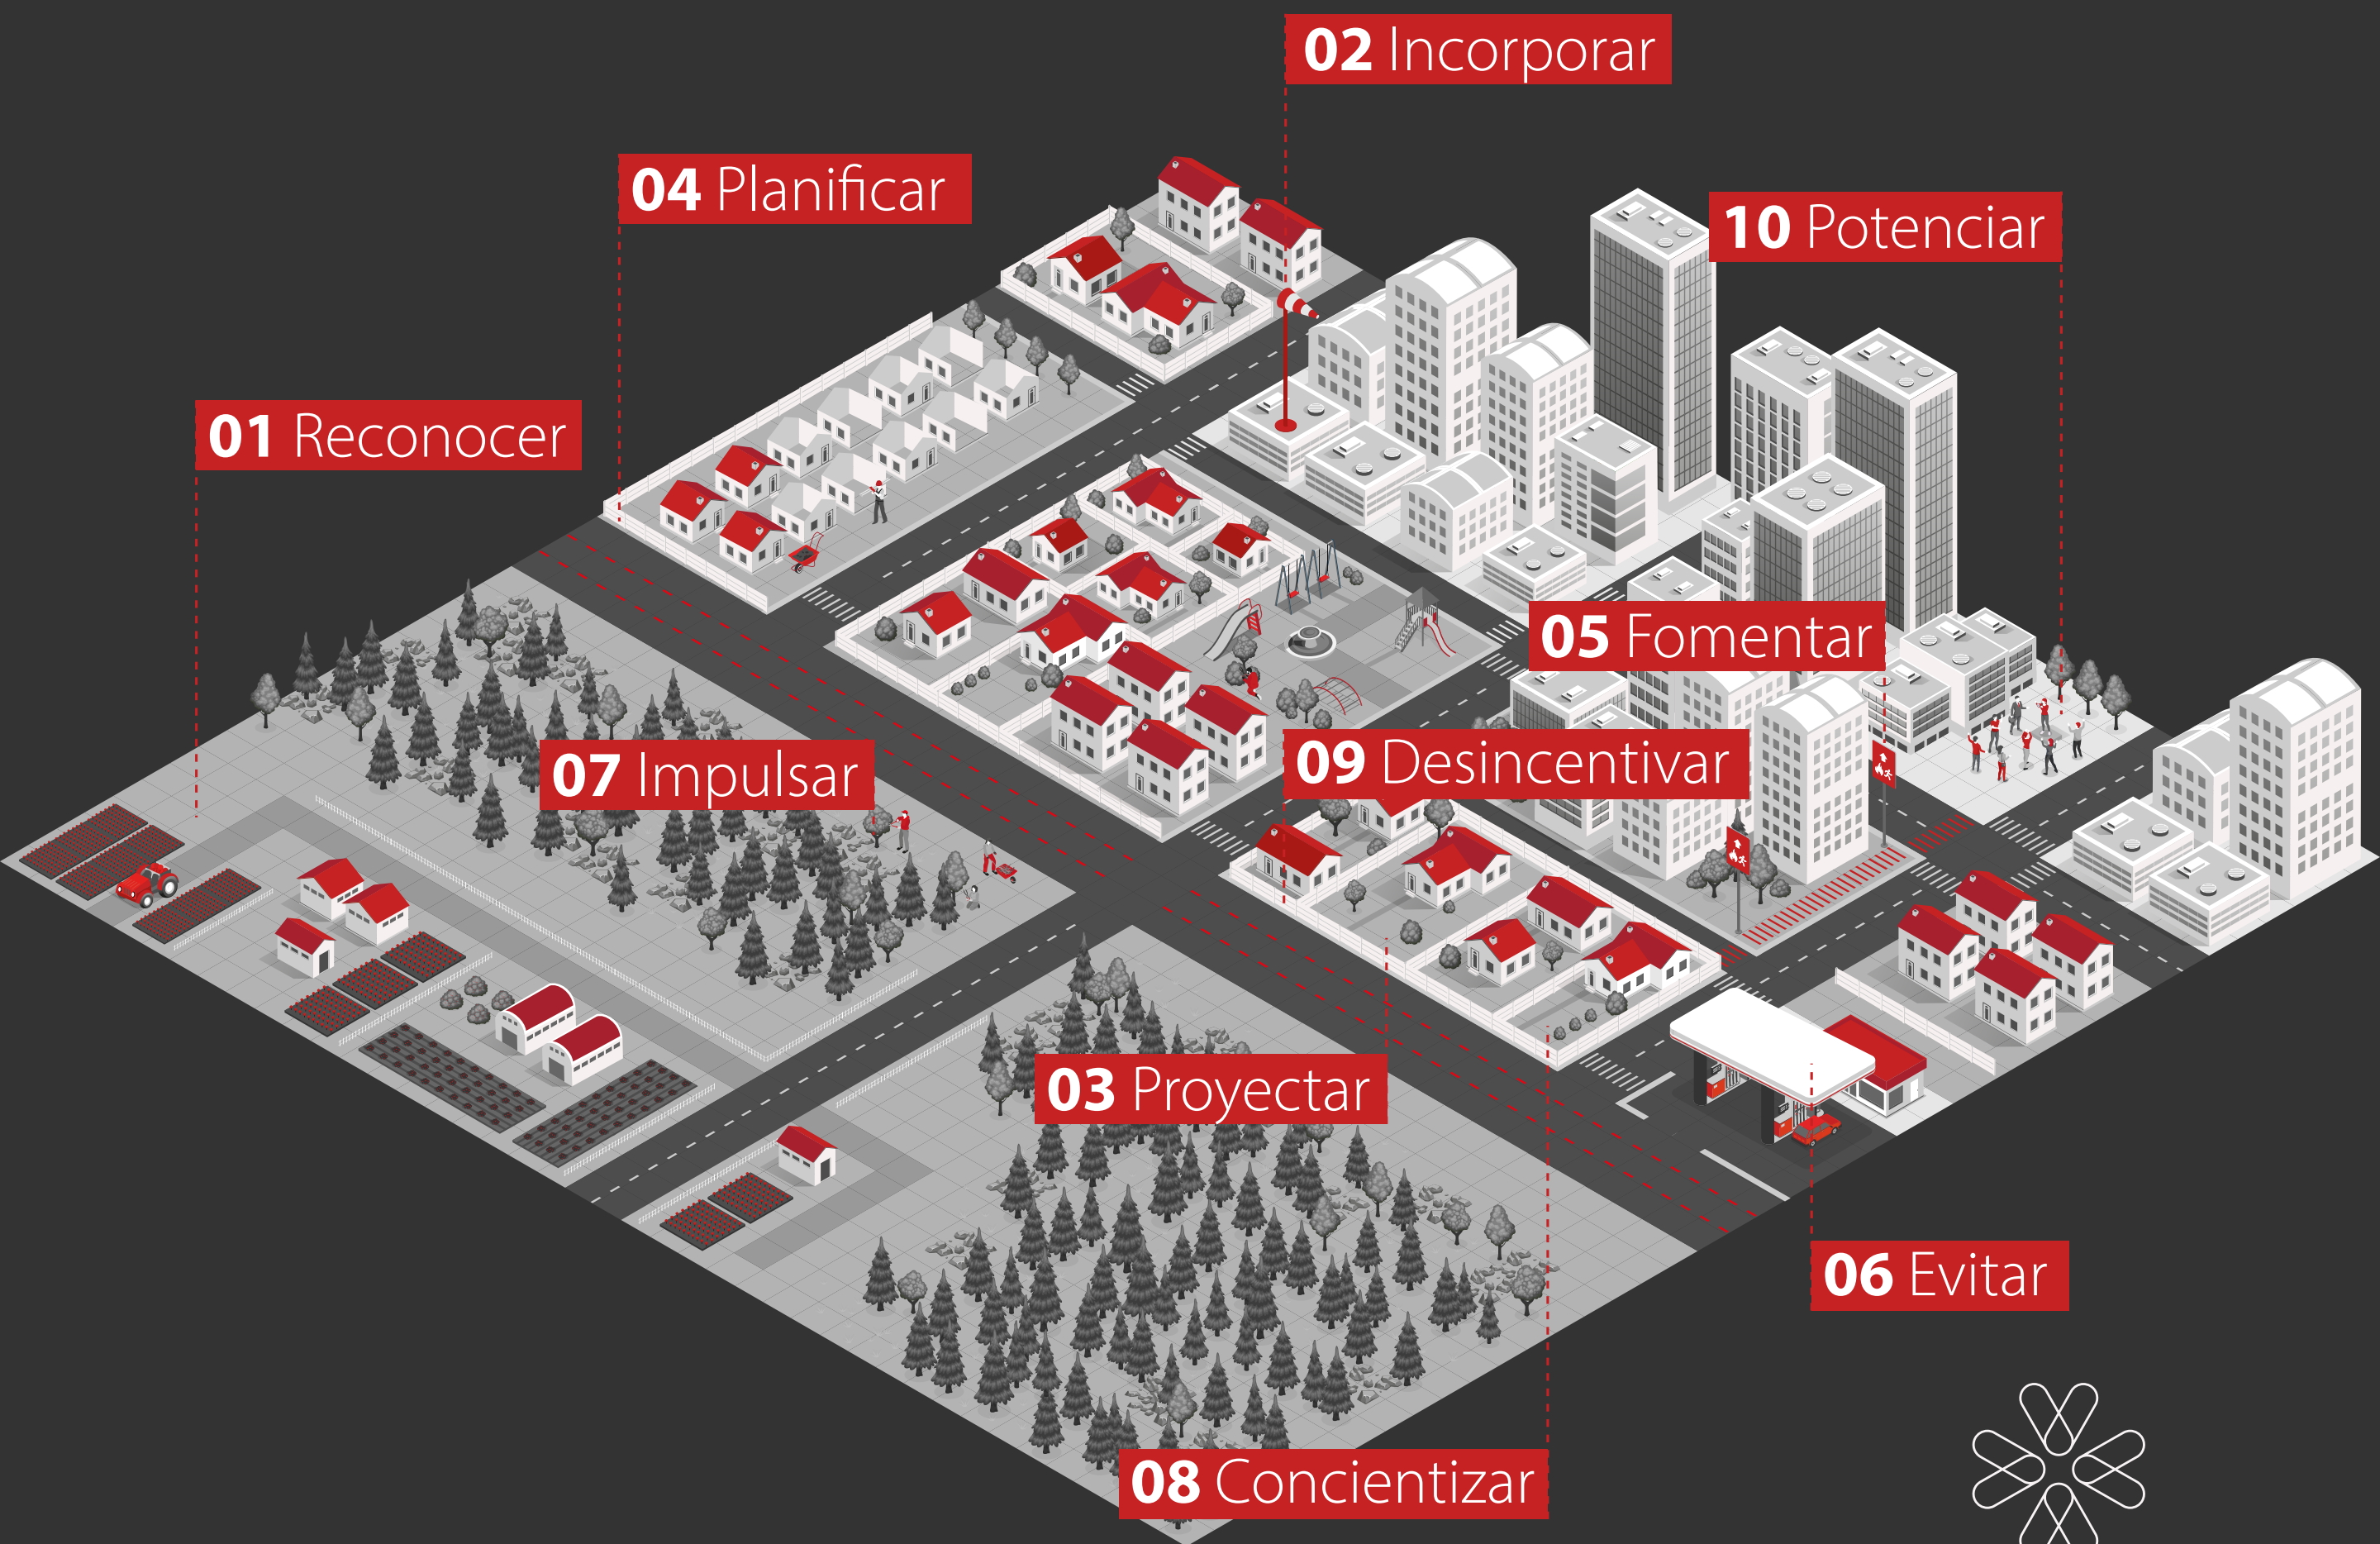 02 Incorporar
04 Planificar
10 Potenciar
01 Reconocer
05 Fomentar
07 Impulsar
09 Desincentivar
03 Proyectar
06 Evitar
08 Concientizar